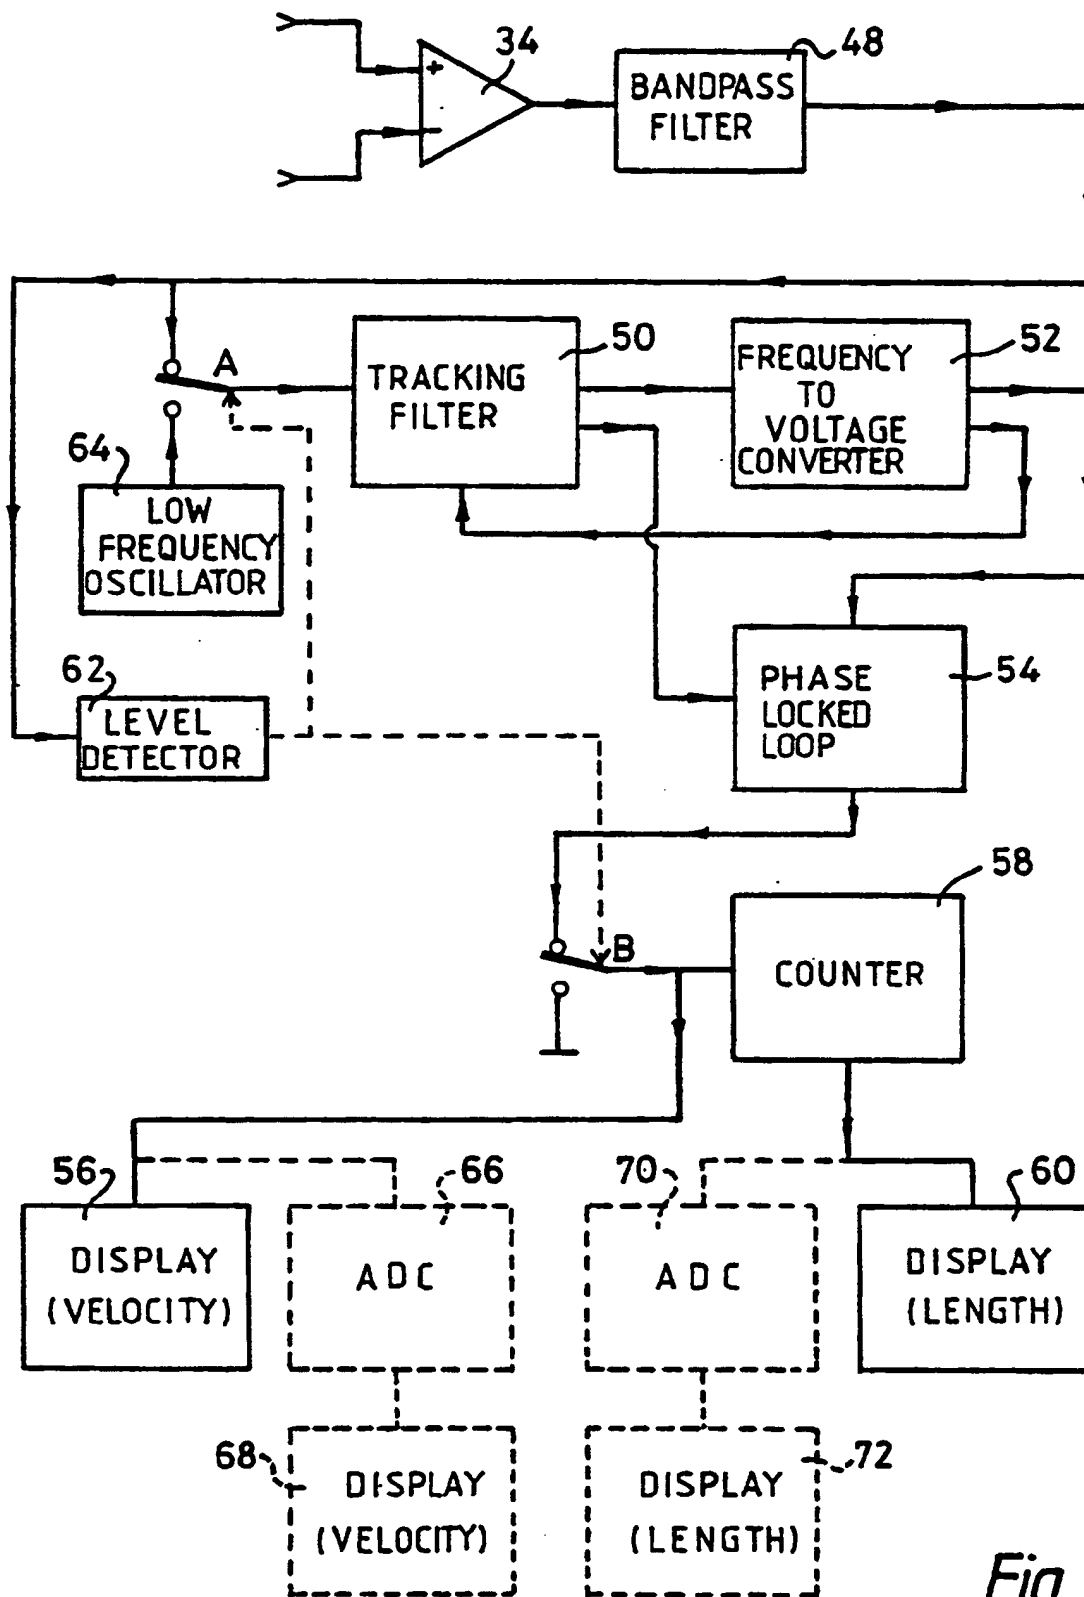 34
48
+
−
BANDPASS
FILTER
A
50
52
TRACKING
FILTER
FREQUENCY
TO
VOLTAGE
CONVERTER
64
LOW
FREQUENCY
OSCILLATOR
62
LEVEL
DETECTOR
54
PHASE
LOCKED
LOOP
58
B
COUNTER
56
66
70
60
DISPLAY
(VELOCITY)
ADC
ADC
DISPLAY
(LENGTH)
68
72
DISPLAY
(VELOCITY)
DISPLAY
(LENGTH)
Fig